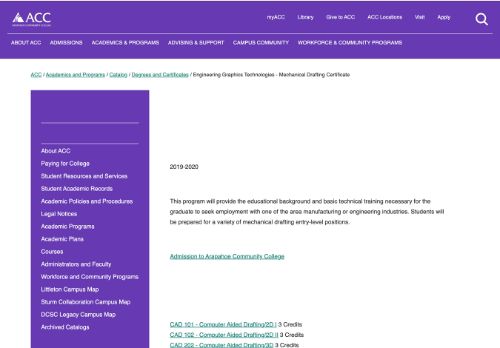 myACC Library Give to ACC ACC Locations Visit Apply
ACC
ABOUT ACC ADMISSIONS ACADEMICS & PROGRAMS ADVISING & SUPPORT CAMPUS COMMUNITY WORKFORCE & COMMUNITY PROGRAMS
ACC / Academics and Programs / Catalog / Degrees and Certificates / Engineering Graphics Technologies - Mechanical Drafting Certificate
About ACC
Paying for College
Student Resources and Services
Student Academic Records
Academic Policies and Procedures
Legal Notices
Academic Programs
Academic Plans
Courses
Administrators and Faculty
Workforce and Community Programs
Littleton Campus Map
Sturm Collaboration Campus Map
DCSC Legacy Campus Map
Archived Catalogs
2019-2020
This program will provide the educational background and basic technical training necessary for the
graduate to seek employment with one of the area manufacturing or engineering industries. Students will
be prepared for a variety of mechanical drafting entry-level positions.
Admission to Arapahoe Community College
CAD 101 - Computer Aided Drafting/2D I 3 Credits
CAD 102 - Computer Aided Drafting/2D II 3 Credits
CAD 202 - Computer Aided Drafting/3D 3 Credits